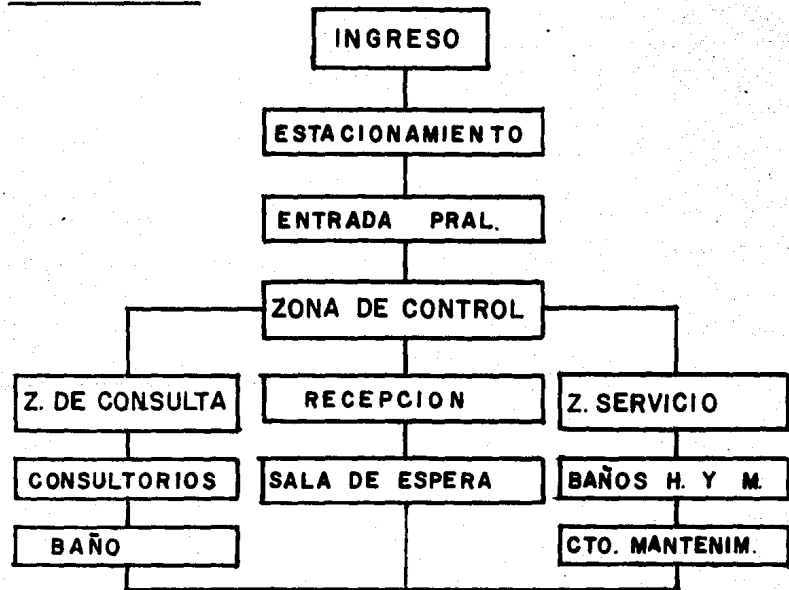 INGRESO
ESTACIONAMIENTO
ENTRADA PRAL.
ZONA DE CONTROL
Z. DE CONSULTA
RECEPCION
Z. SERVICIO
CONSULTORIOS
SALA DE ESPERA
BAÑOS H. Y M.
BAÑO
CTO. MANTENIM.